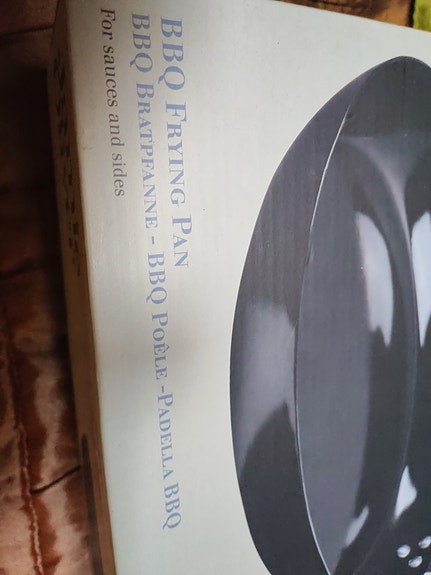 BBQ FRYING PAN
BBQ BRATPFANNE - BBQ POÊLE -PADELLA BBQ
For sauces and sides